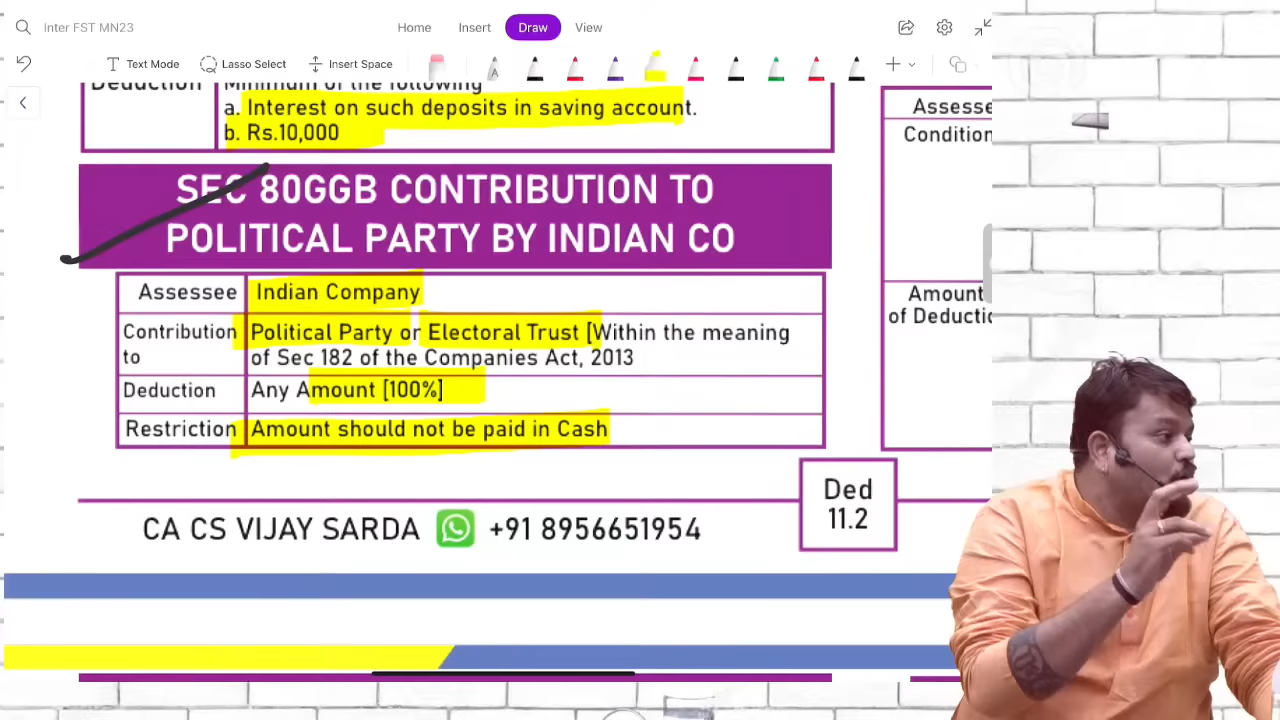 Inter FST MN23
Home
Insert
Draw
View
Text Mode
Lasso Select
Insert Space
Deduction
Minimum of the following
a. Interest on such deposits in saving account.
b. Rs.10,000
SEC 80GGB CONTRIBUTION TO
POLITICAL PARTY BY INDIAN CO
Assessee
Indian Company
Contribution
to
Political Party or Electoral Trust [Within the meaning
of Sec 182 of the Companies Act, 2013
Deduction
Any Amount [100%]
Restriction
Amount should not be paid in Cash
CA CS VIJAY SARDA
+91 8956651954
Ded
11.2
Assesse
Condition
Amount
of Deductio